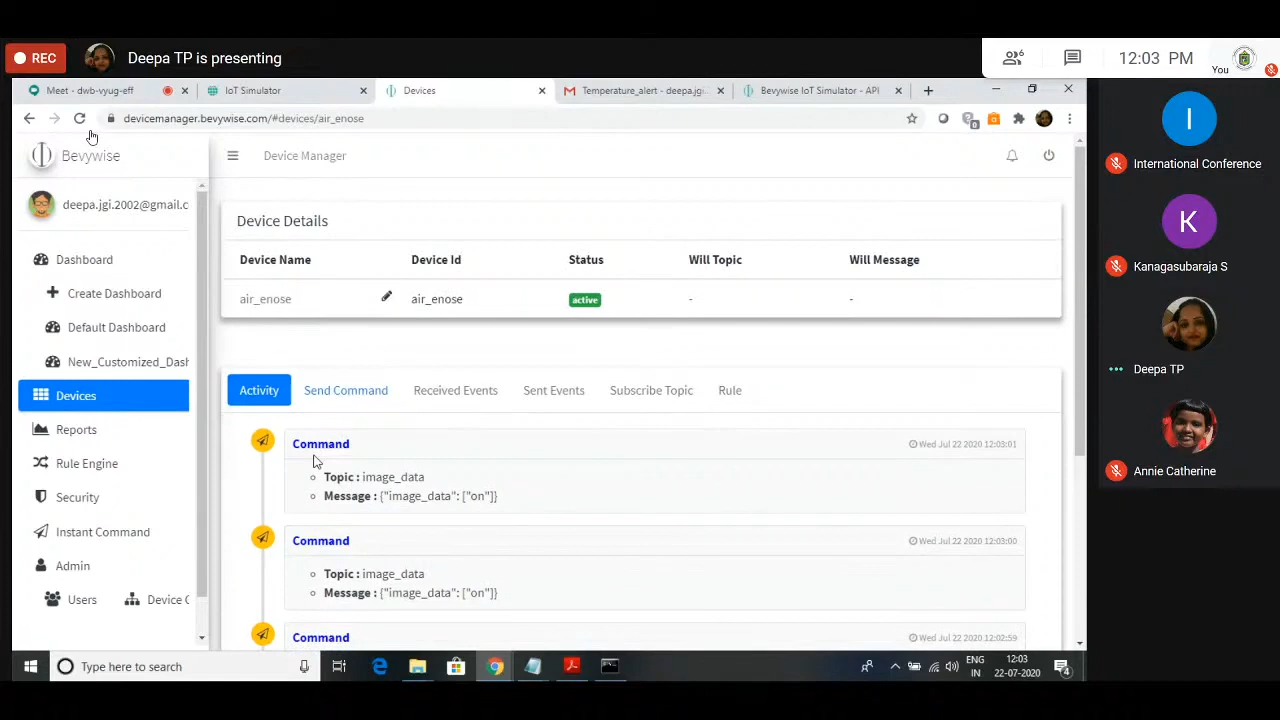 REC
Deepa TP is presenting
6
12:03 PM
You
Meet - dwb-vyug-eff
IoT Simulator
Devices
Temperature_alert - deepa.jgi.
Bevywise IoT Simulator - API
devicemanager.bevywise.com/#devices/air_enose
Bevywise
Device Manager
deepa.jgi.2002@gmail.c
Dashboard
Create Dashboard
Default Dashboard
New_Customized_Dash
Devices
Reports
Rule Engine
Security
Instant Command
Admin
Users
Device C
Device Details
Device Name Device Id Status Will Topic Will Message
air_enose air_enose active - -
Activity Send Command Received Events Sent Events Subscribe Topic Rule
Command Wed Jul 22 2020 12:03:01
Topic : image_data
Message : {"image_data": ["on"]}
Command Wed Jul 22 2020 12:03:00
Topic : image_data
Message : {"image_data": ["on"]}
Command Wed Jul 22 2020 12:02:59
I
International Conference
K
Kanagasubaraja S
Deepa TP
Annie Catherine
Type here to search
ENG
IN
12:03
22-07-2020
4